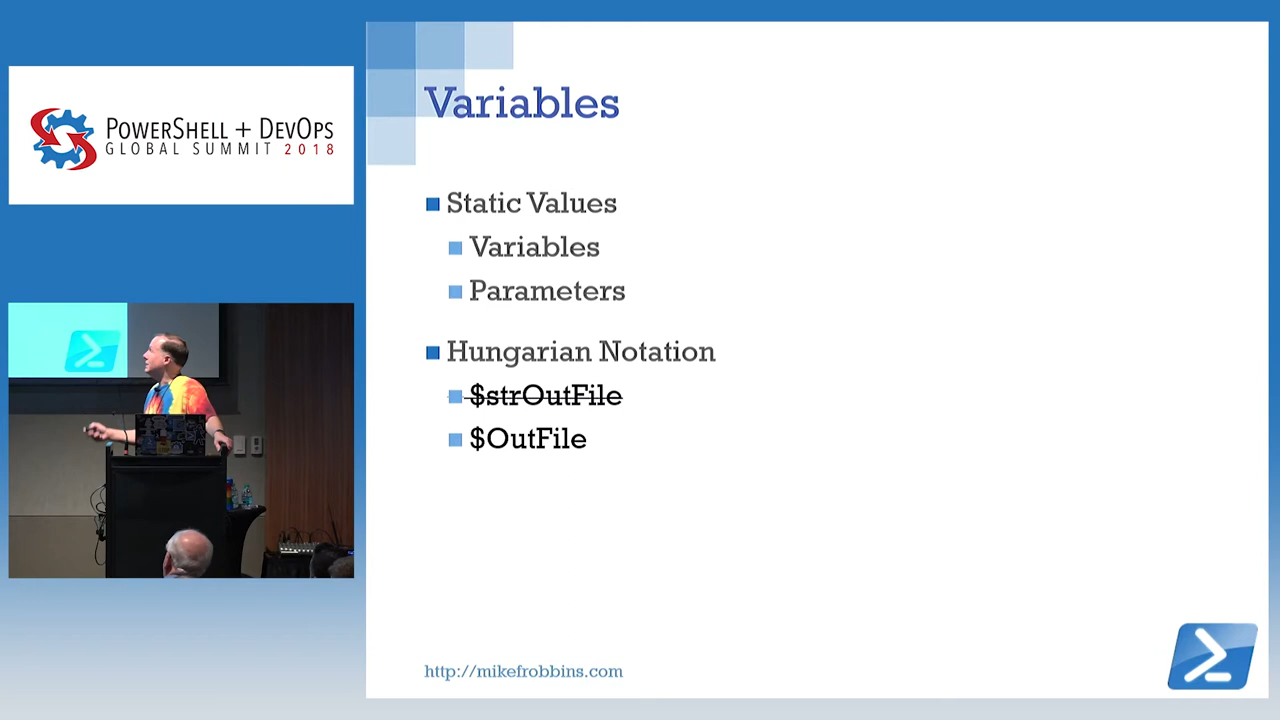 POWERSHELL + DEVOPS
GLOBAL SUMMIT 2018
Variables
Static Values
Variables
Parameters
Hungarian Notation
$strOutFile
$OutFile
http://mikefrobbins.com